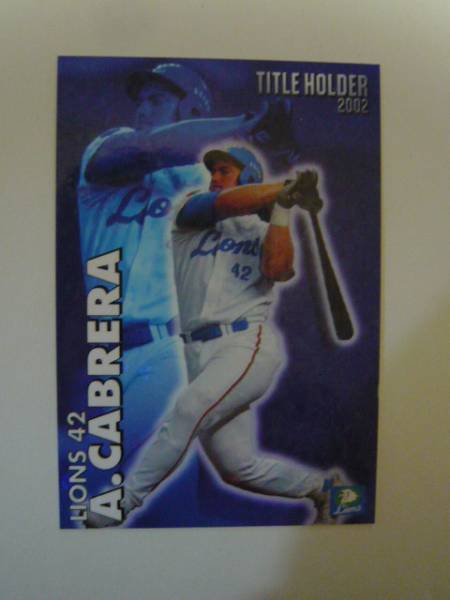 TITLE HOLDER
2002
Lions
42
LIONS 42
A. CABRERA
Lions